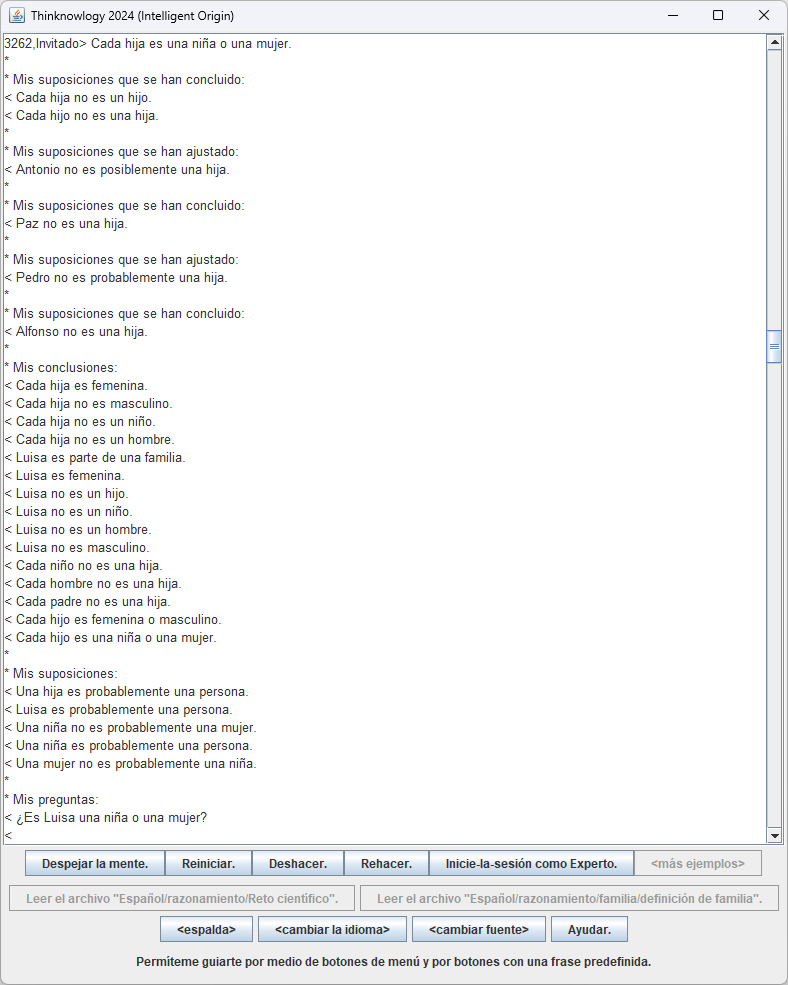 Thinknowlogy 2024 (Intelligent Origin)
3262,Invitado> Cada hija es una niña o una mujer.
*
* Mis suposiciones que se han concluido:
< Cada hija no es un hijo.
< Cada hijo no es una hija.
*
* Mis suposiciones que se han ajustado:
< Antonio no es posiblemente una hija.
*
* Mis suposiciones que se han concluido:
< Paz no es una hija.
*
* Mis suposiciones que se han ajustado:
< Pedro no es probablemente una hija.
*
* Mis suposiciones que se han concluido:
< Alfonso no es una hija.
*
* Mis conclusiones:
< Cada hija es femenina.
< Cada hija no es masculino.
< Cada hija no es un niño.
< Cada hija no es un hombre.
< Luisa es parte de una familia.
< Luisa es femenina.
< Luisa no es un hijo.
< Luisa no es un niño.
< Luisa no es un hombre.
< Luisa no es masculino.
< Cada niño no es una hija.
< Cada hombre no es una hija.
< Cada padre no es una hija.
< Cada hijo es femenina o masculino.
< Cada hijo es una niña o una mujer.
*
* Mis suposiciones:
< Una hija es probablemente una persona.
< Luisa es probablemente una persona.
< Una niña no es probablemente una mujer.
< Una niña es probablemente una persona.
< Una mujer no es probablemente una niña.
*
* Mis preguntas:
< ¿Es Luisa una niña o una mujer?
<
Despejar la mente. Reiniciar. Deshacer. Rehacer. Inicie-la-sesión como Experto. <más ejemplos>
Leer el archivo "Español/razonamiento/Reto científico". Leer el archivo "Español/razonamiento/familia/definición de familia".
<espalda> <cambiar la idioma> <cambiar fuente> Ayudar.
Permíteme guiarte por medio de botones de menú y por botones con una frase predefinida.